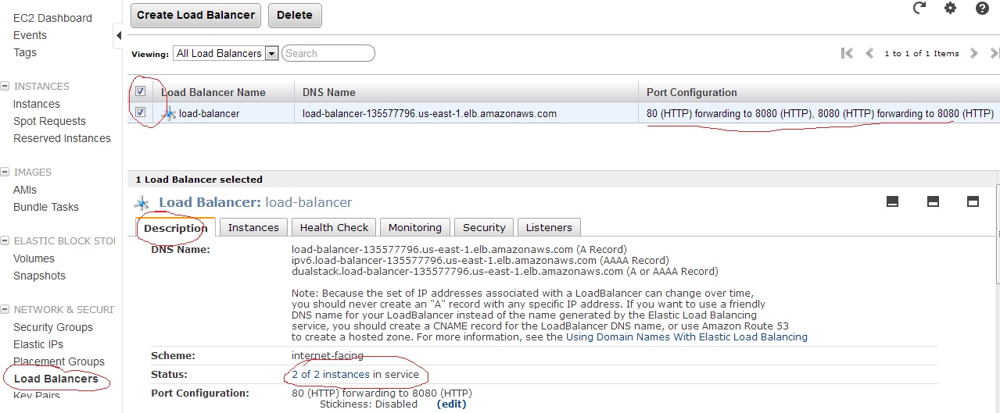 EC2 Dashboard
Events
Tags
INSTANCES
Instances
Spot Requests
Reserved Instances
IMAGES
AMIs
Bundle Tasks
ELASTIC BLOCK STO
Volumes
Snapshots
NETWORK & SECURI
Security Groups
Elastic IPs
Placement Groups
Load Balancers
Key Pairs
Create Load Balancer Delete
Viewing: All Load Balancers Search 1 to 1 of 1 Items
Load Balancer Name DNS Name Port Configuration
load-balancer load-balancer-135577796.us-east-1.elb.amazonaws.com 80 (HTTP) forwarding to 8080 (HTTP), 8080 (HTTP) forwarding to 8080 (HTTP)
1 Load Balancer selected
Load Balancer: load-balancer
Description Instances Health Check Monitoring Security Listeners
DNS Name: load-balancer-135577796.us-east-1.elb.amazonaws.com (A Record)
ipv6.load-balancer-135577796.us-east-1.elb.amazonaws.com (AAAA Record)
dualstack.load-balancer-135577796.us-east-1.elb.amazonaws.com (A or AAAA Record)
Note: Because the set of IP addresses associated with a LoadBalancer can change over time,
you should never create an "A" record with any specific IP address. If you want to use a friendly
DNS name for your LoadBalancer instead of the name generated by the Elastic Load Balancing
service, you should create a CNAME record for the LoadBalancer DNS name, or use Amazon Route 53
to create a hosted zone. For more information, see the Using Domain Names With Elastic Load Balancing
Scheme: internet-facing
Status: 2 of 2 instances in service
Port Configuration: 80 (HTTP) forwarding to 8080 (HTTP)
Stickiness: Disabled (edit)